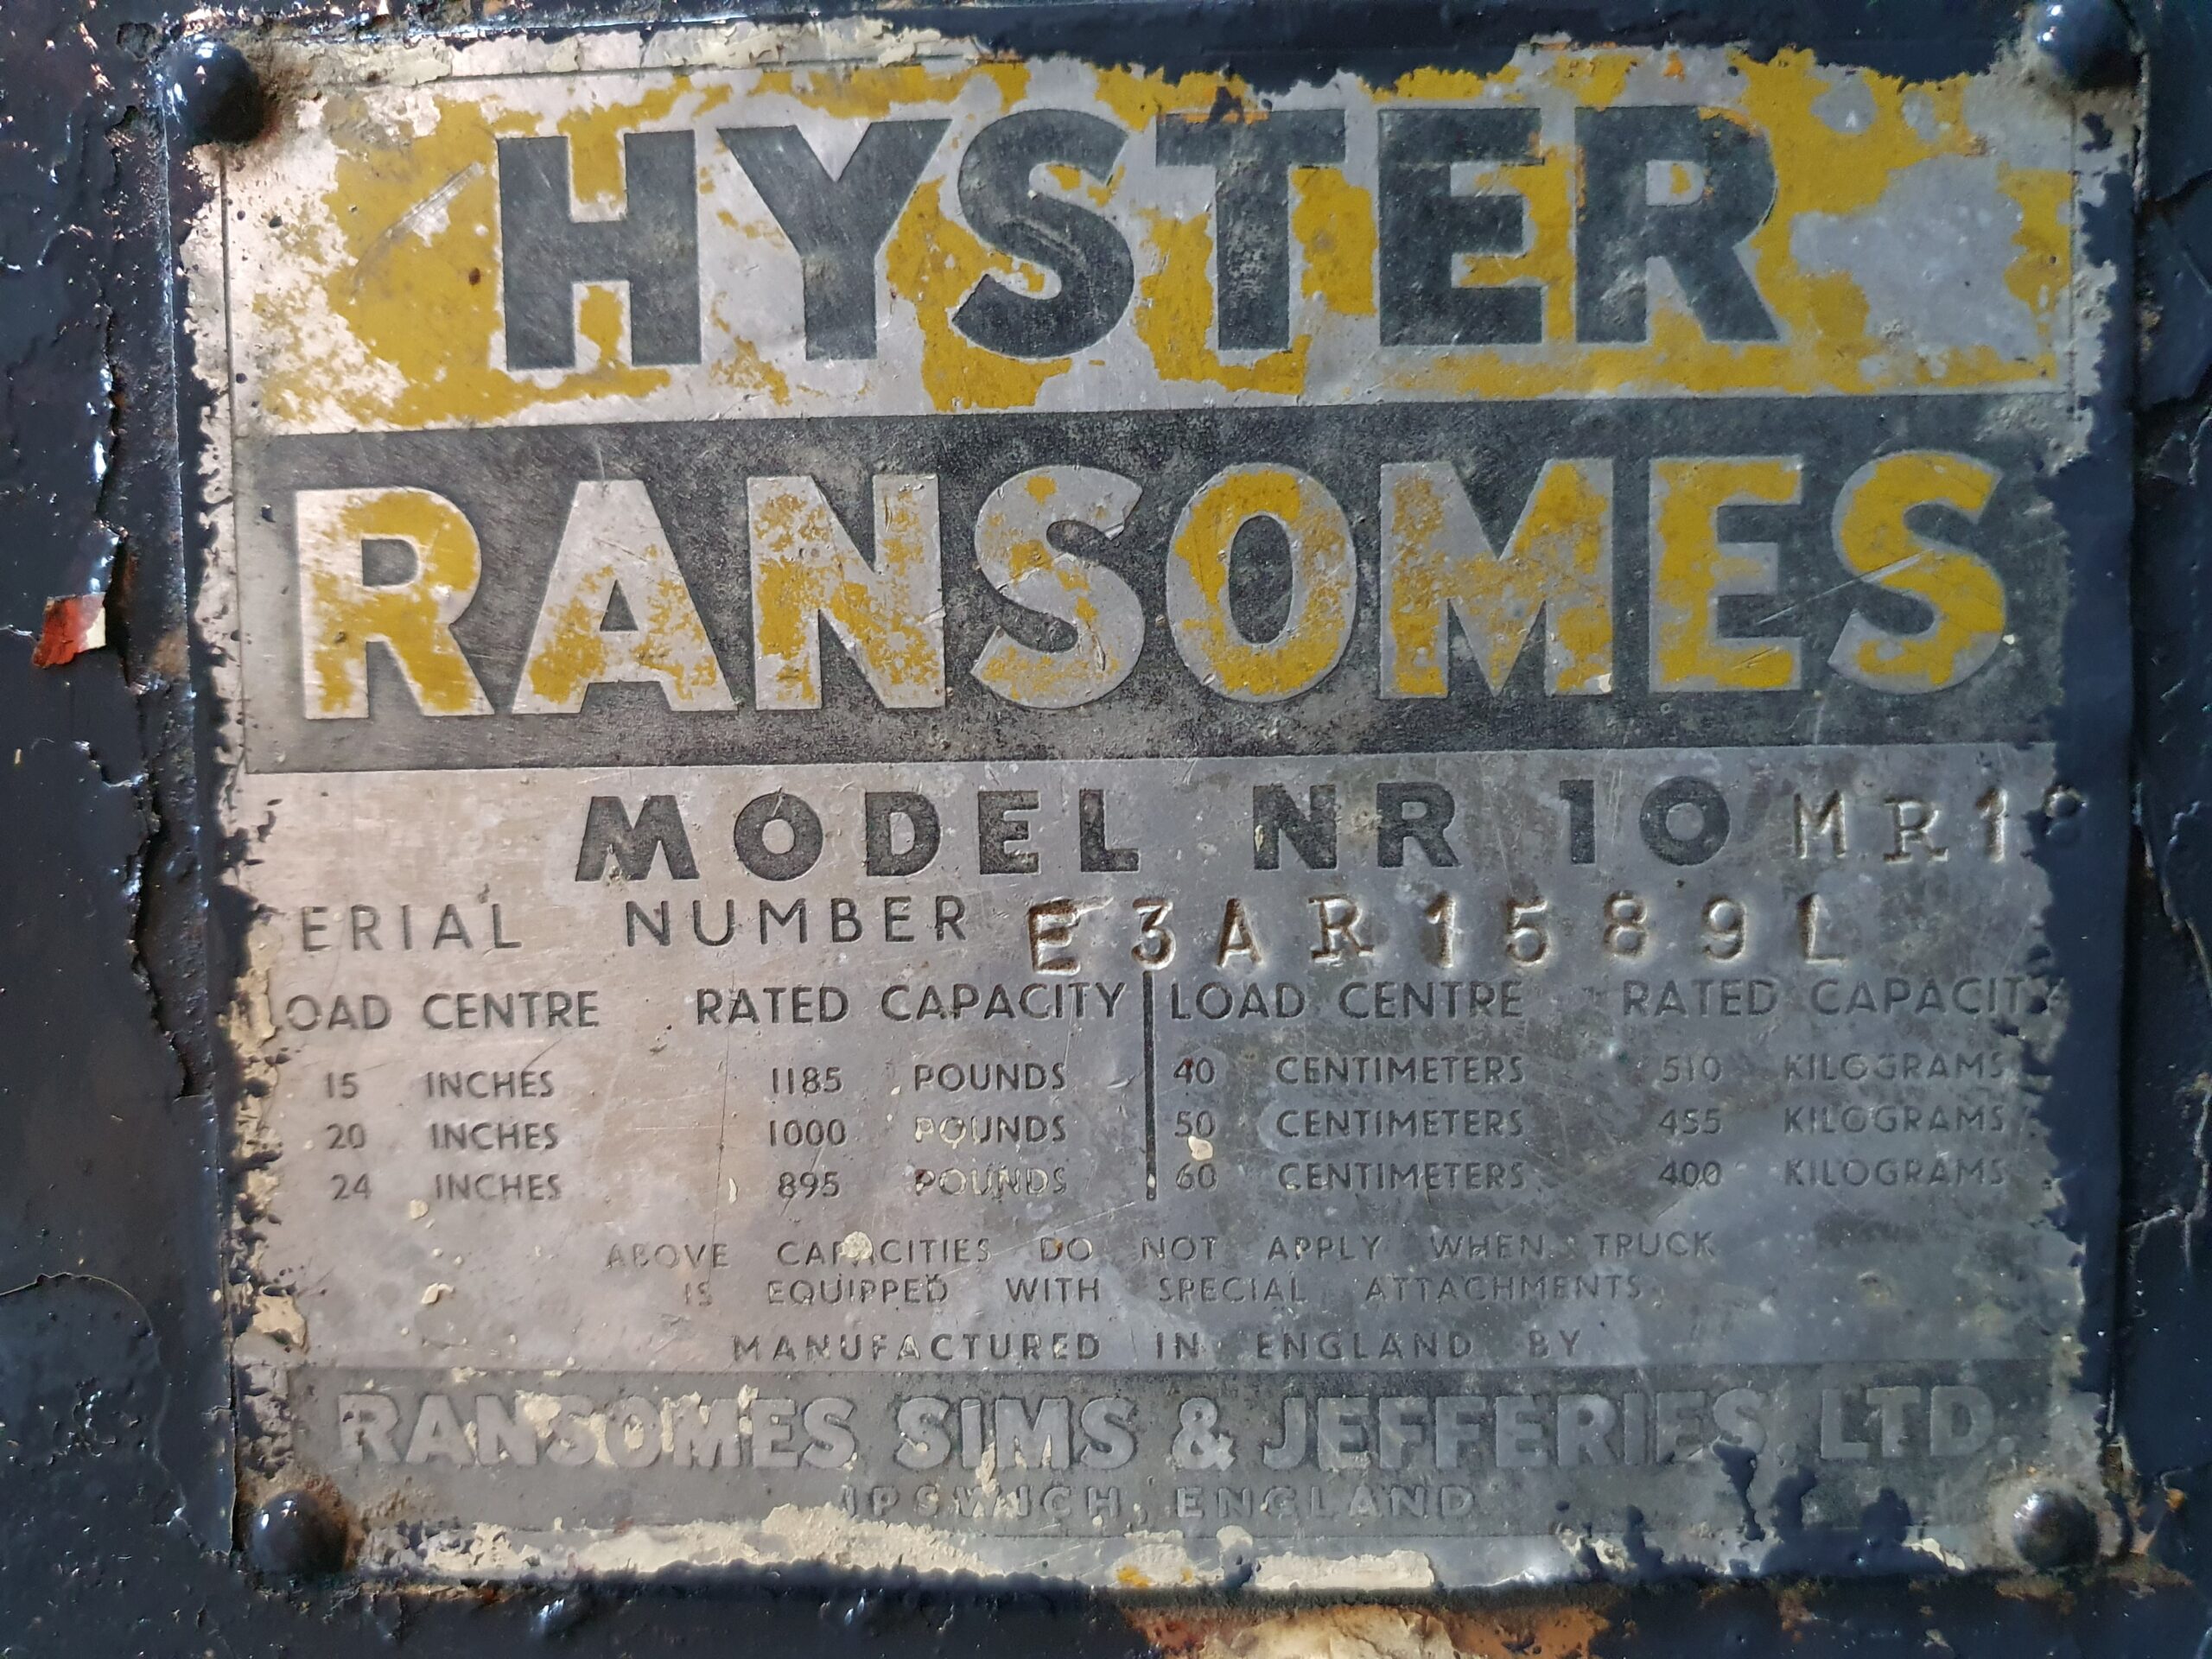 HYSTER
RANSOMES
MODEL NR 10 MR18
ERIAL NUMBER E3AR1589L
LOAD CENTRE RATED CAPACITY LOAD CENTRE RATED CAPACIT
15 INCHES 1185 POUNDS 40 CENTIMETERS 510 KILOGRAMS
20 INCHES 1000 POUNDS 50 CENTIMETERS 455 KILOGRAMS
24 INCHES 895 POUNDS 60 CENTIMETERS 400 KILOGRAMS
ABOVE CAPACITIES DO NOT APPLY WHEN TRUCK
IS EQUIPPED WITH SPECIAL ATTACHMENTS
MANUFACTURED IN ENGLAND BY
RANSOMES SIMS & JEFFERIES, LTD.
IPSWICH, ENGLAND